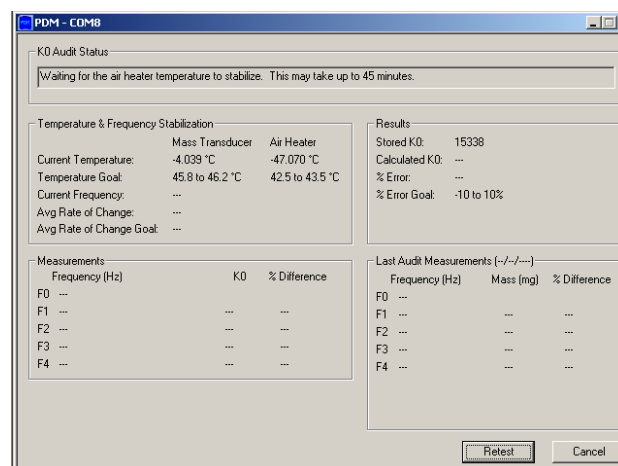 PDM - COM8
K0 Audit Status
Waiting for the air heater temperature to stabilize. This may take up to 45 minutes.
Temperature & Frequency Stabilization
Mass Transducer Air Heater
Current Temperature: -4.039 °C -47.070 °C
Temperature Goal: 45.8 to 46.2 °C 42.5 to 43.5 °C
Current Frequency: ---
Avg Rate of Change: ---
Avg Rate of Change Goal: ---
Results
Stored K0: 15338
Calculated K0: ---
% Error: ---
% Error Goal: -10 to 10%
Measurements
Frequency (Hz) K0 % Difference
F0 ---
F1 --- --- ---
F2 --- --- ---
F3 --- --- ---
F4 --- --- ---
Last Audit Measurements (--/--/----)
Frequency (Hz) Mass (mg) % Difference
F0 ---
F1 --- --- ---
F2 --- --- ---
F3 --- --- ---
F4 --- --- ---
Retest Cancel